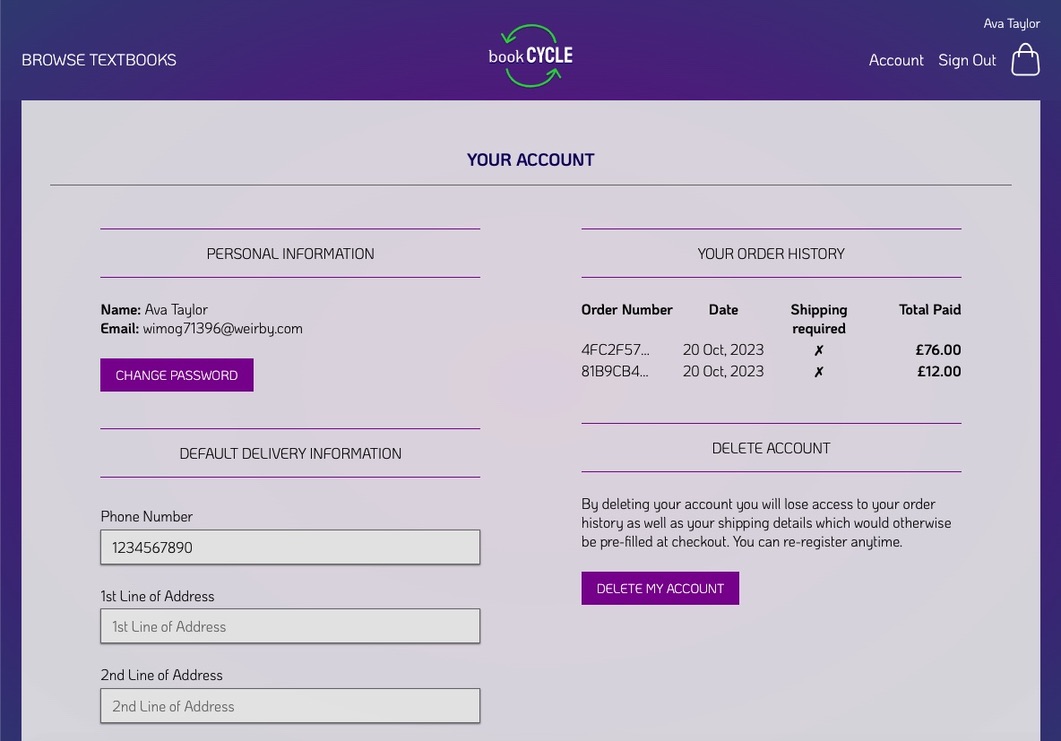 Ava Taylor
BROWSE TEXTBOOKS
book CYCLE
Account Sign Out
YOUR ACCOUNT
PERSONAL INFORMATION
Name: Ava Taylor
Email: wimog71396@weirby.com
CHANGE PASSWORD
DEFAULT DELIVERY INFORMATION
Phone Number
1234567890
1st Line of Address
1st Line of Address
2nd Line of Address
2nd Line of Address
YOUR ORDER HISTORY
Order Number Date Shipping required Total Paid
4FC2F57... 20 Oct, 2023 ✗ £76.00
81B9CB4... 20 Oct, 2023 ✗ £12.00
DELETE ACCOUNT
By deleting your account you will lose access to your order
history as well as your shipping details which would otherwise
be pre-filled at checkout. You can re-register anytime.
DELETE MY ACCOUNT